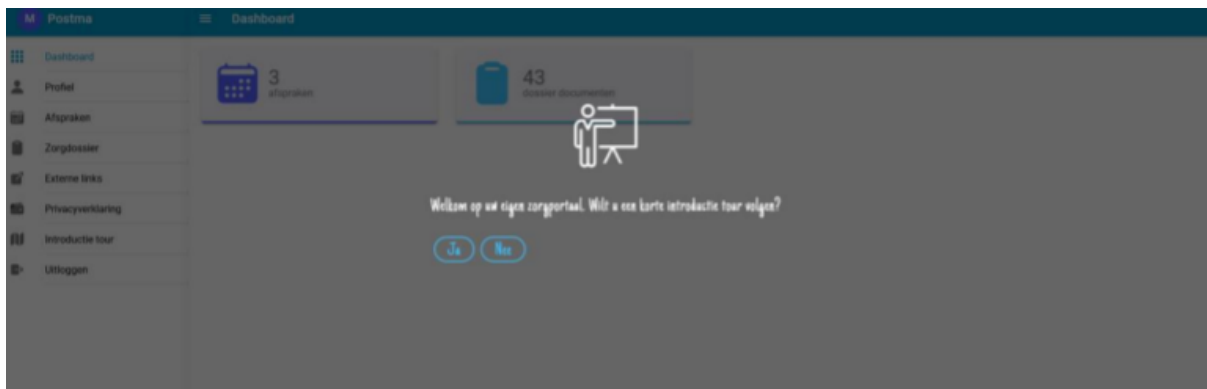 M Postma Dashboard
Dashboard
Profiel
Afspraken
Zorgdossier
Externe links
Privacyverklaring
Introductie tour
Uitloggen
3
afspraken
43
dossier documenten
Welkom op uw eigen zorgportaal. Wilt u een korte introductie tour volgen?
Ja Nee